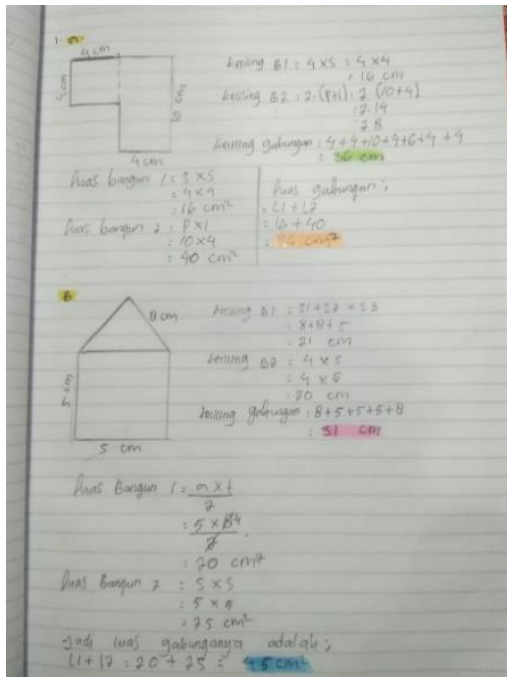 1. a.
4 cm
4 cm
10 cm
4 cm
keliling B1 : 4 x S : 4 x 4
: 16 cm
keliling B2 : 2 . (P+l) : 2 . (10+4)
: 2 . 14
: 28
keliling gabungan : 4+4+10+4+6+4+4
: 36 cm
luas bangun 1 : S x S
: 4 x 4
: 16 cm²
luas bangun 2 : P x l
: 10 x 4
: 40 cm²
luas gabungan ;
: L1 + L2
: 16 + 40
: 56 cm²
B
8 cm
5 cm
5 cm
keliling B1 : S1 + S2 + S3
: 8+8+5
: 21 cm
keliling B2 : 4 x S
: 4 x 5
: 20 cm
keliling gabungan : 8+5+5+5+8
: 31 cm
luas Bangun 1 = a x t
2
: 5 x 8 4
2
: 20 cm²
luas Bangun 2 : S x S
: 5 x 5
: 25 cm²
Jadi luas gabunganya adalah ;
L1 + L2 : 20 + 25 : 45 cm²